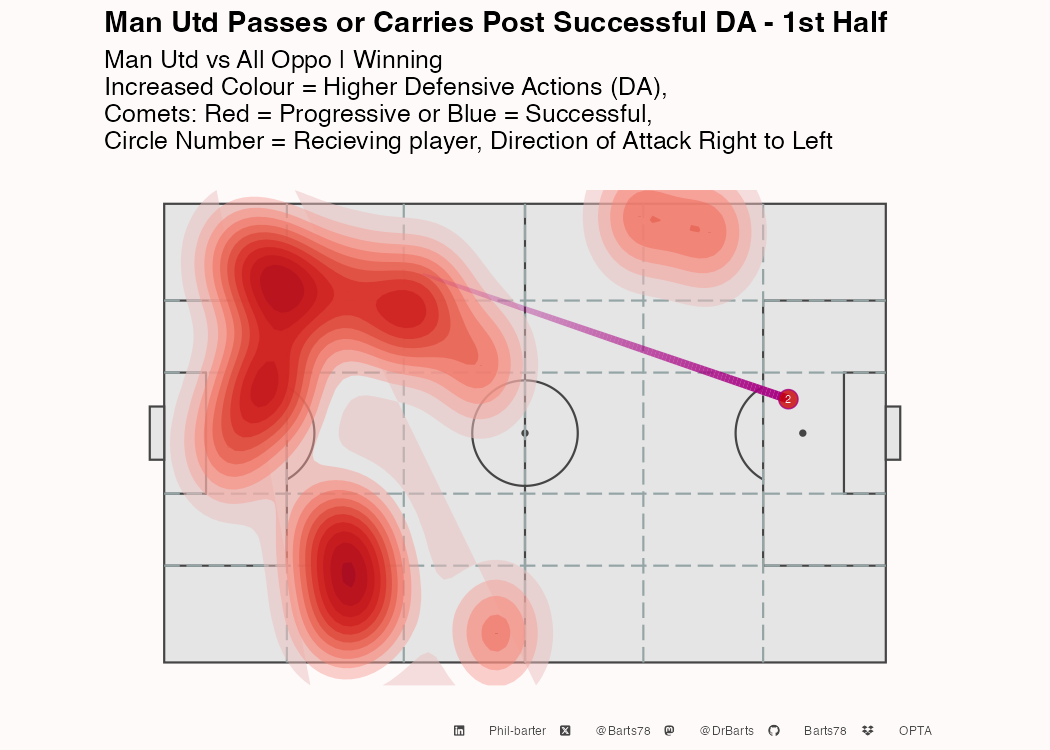 Man Utd Passes or Carries Post Successful DA - 1st Half
Man Utd vs All Oppo | Winning
Increased Colour = Higher Defensive Actions (DA),
Comets: Red = Progressive or Blue = Successful,
Circle Number = Recieving player, Direction of Attack Right to Left
2
Phil-barter @Barts78 @DrBarts Barts78 OPTA